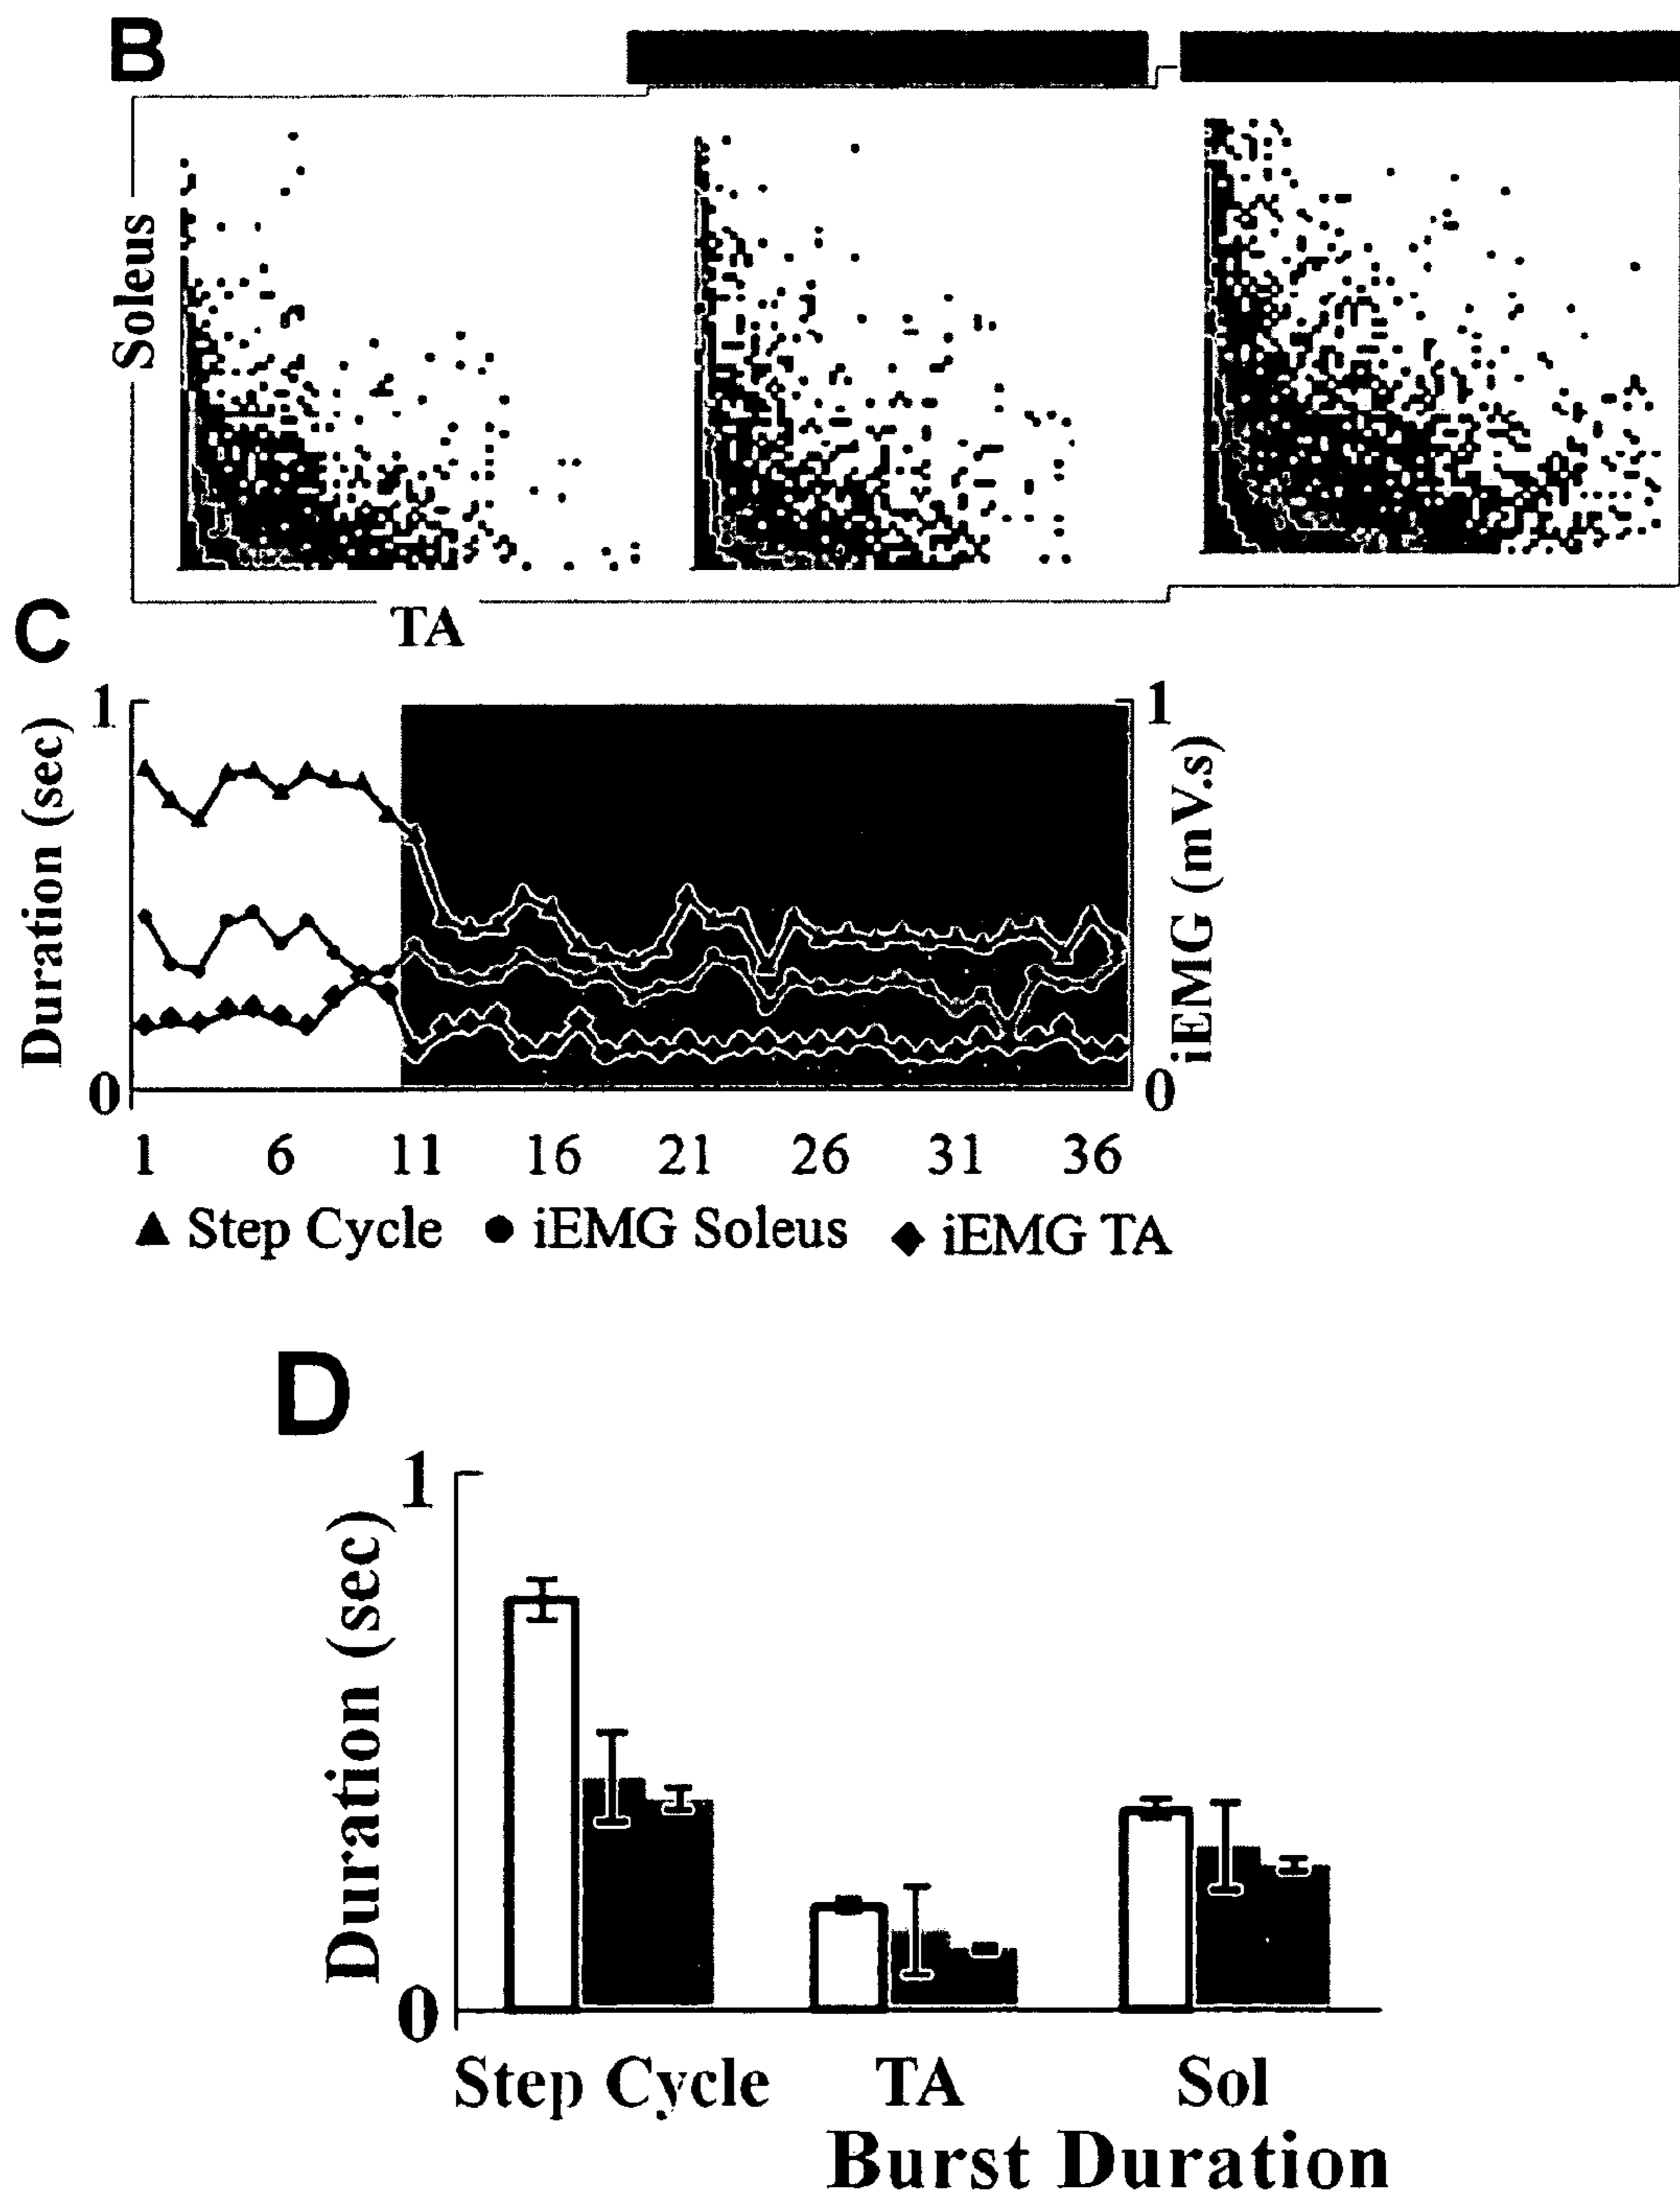 B
Soleus
TA
C
Duration (sec)
1
0
1
0
iEMG (mV.s)
1 6 11 16 21 26 31 36
▲ Step Cycle ● iEMG Soleus ◆ iEMG TA
D
Duration (sec)
1
0
Step Cycle TA Sol
Burst Duration